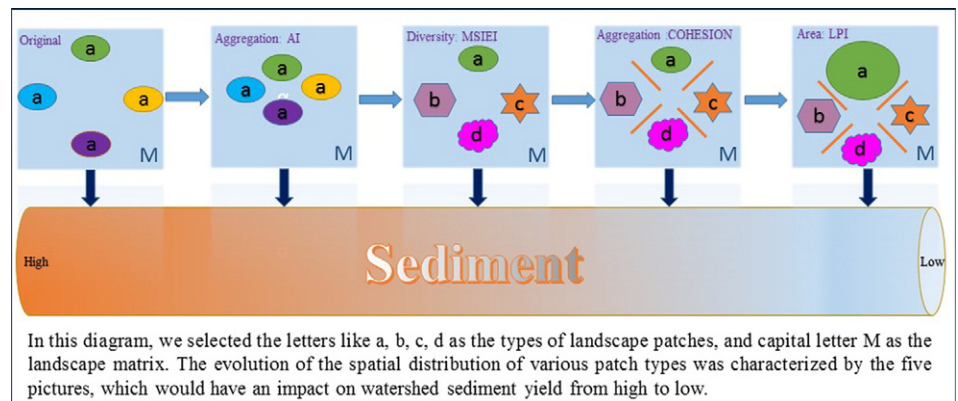 Original
a
a
a
a
M
Aggregation: AI
a
a
a
a
M
Diversity: MSIEI
a
b
c
d
M
Aggregation :COHESION
a
b
c
d
M
Area: LPI
a
b
c
d
M
High
Sediment
Low
In this diagram, we selected the letters like a, b, c, d as the types of landscape patches, and capital letter M as the
landscape matrix. The evolution of the spatial distribution of various patch types was characterized by the five
pictures, which would have an impact on watershed sediment yield from high to low.